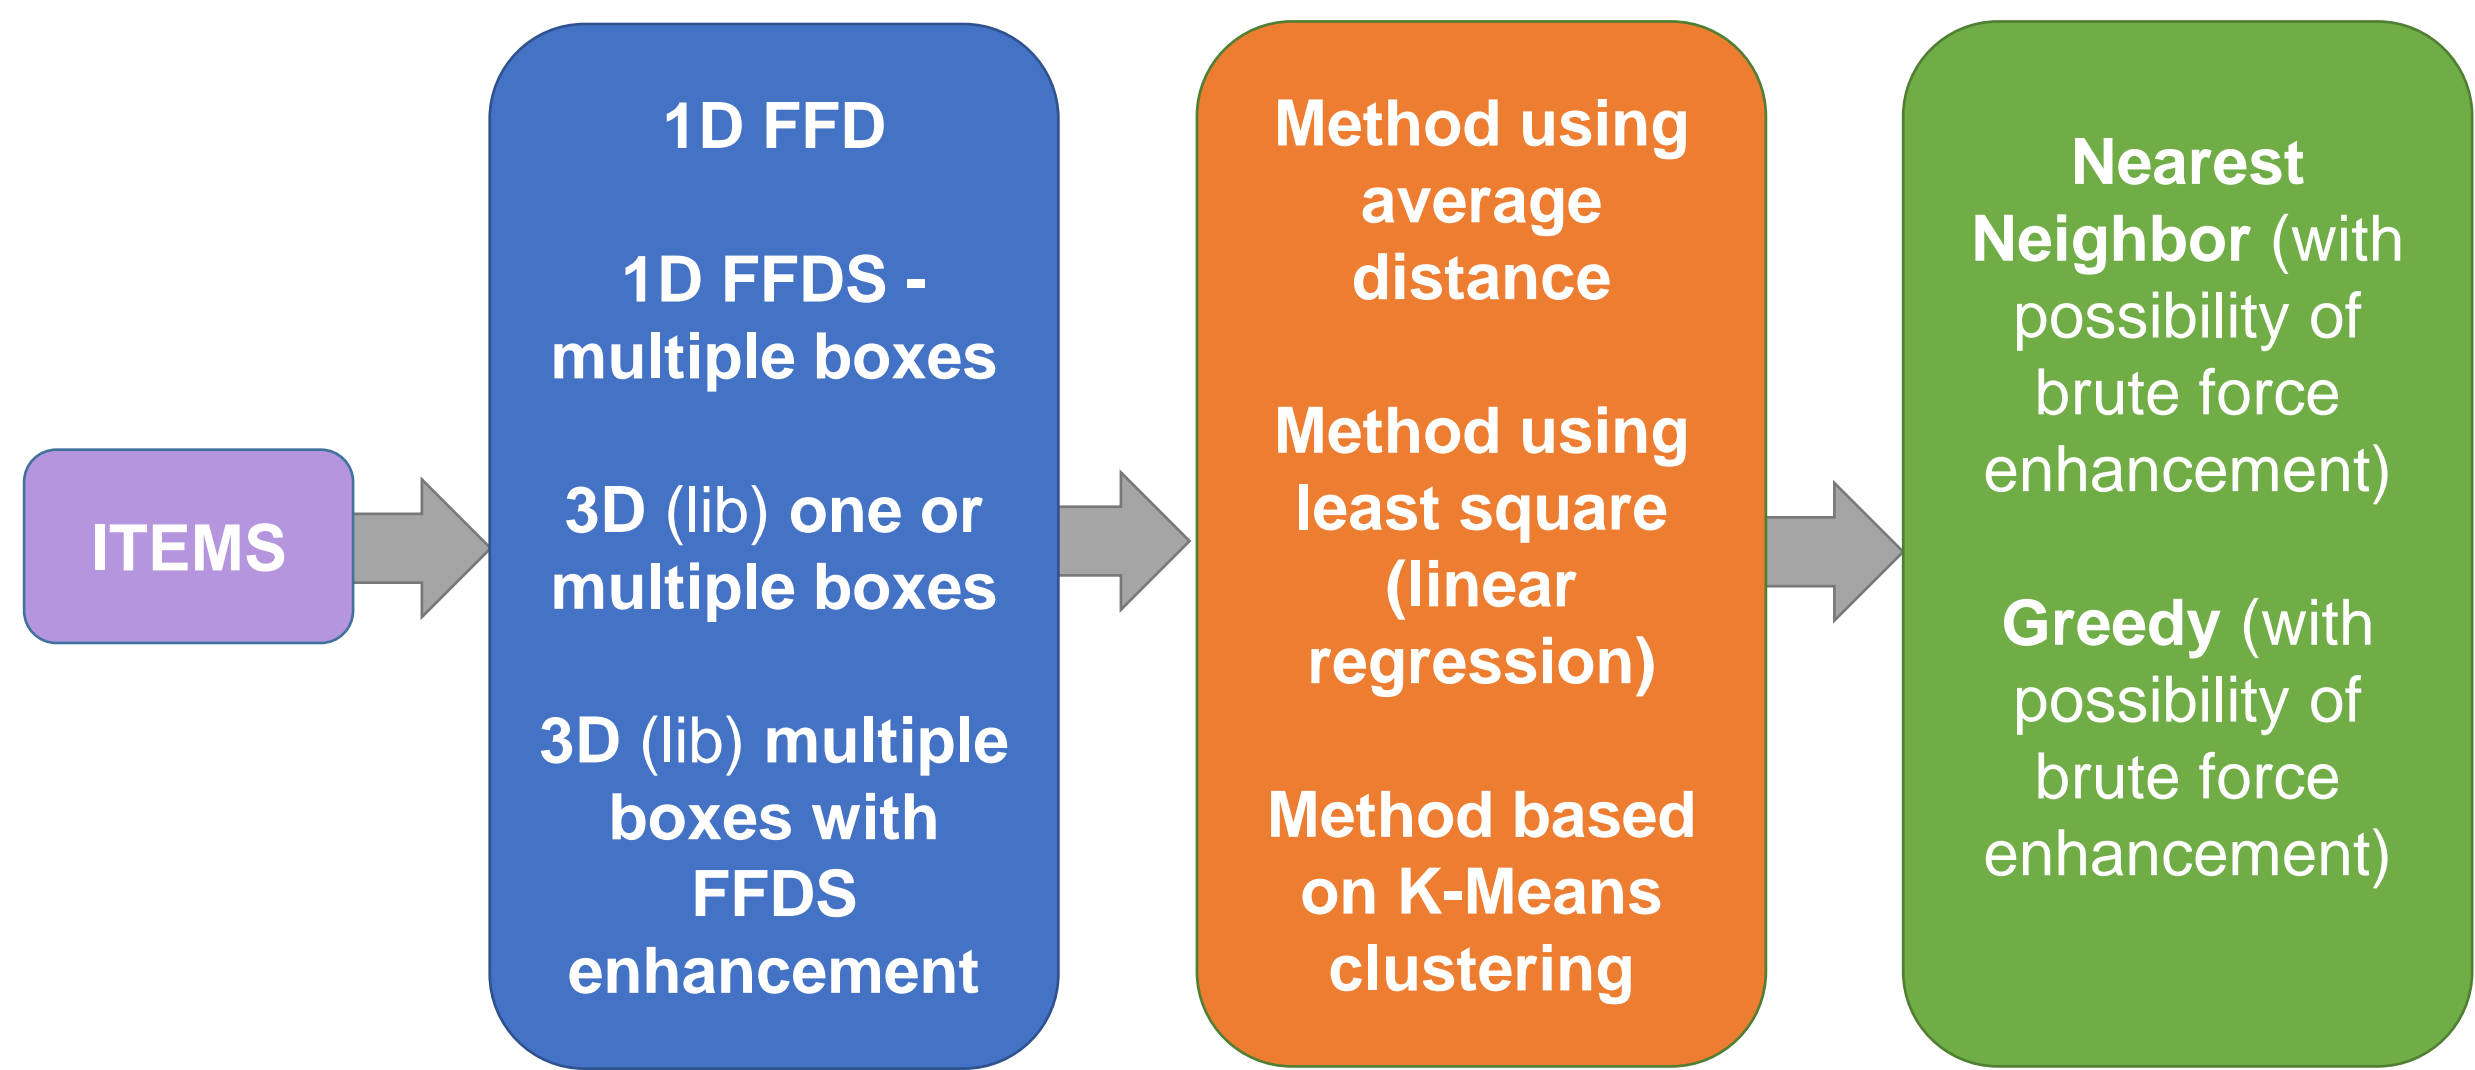 ITEMS
1D FFD
1D FFDS -
multiple boxes
3D (lib) one or
multiple boxes
3D (lib) multiple
boxes with
FFDS
enhancement
Method using
average
distance
Method using
least square
(linear
regression)
Method based
on K-Means
clustering
Nearest
Neighbor (with
possibility of
brute force
enhancement)
Greedy (with
possibility of
brute force
enhancement)